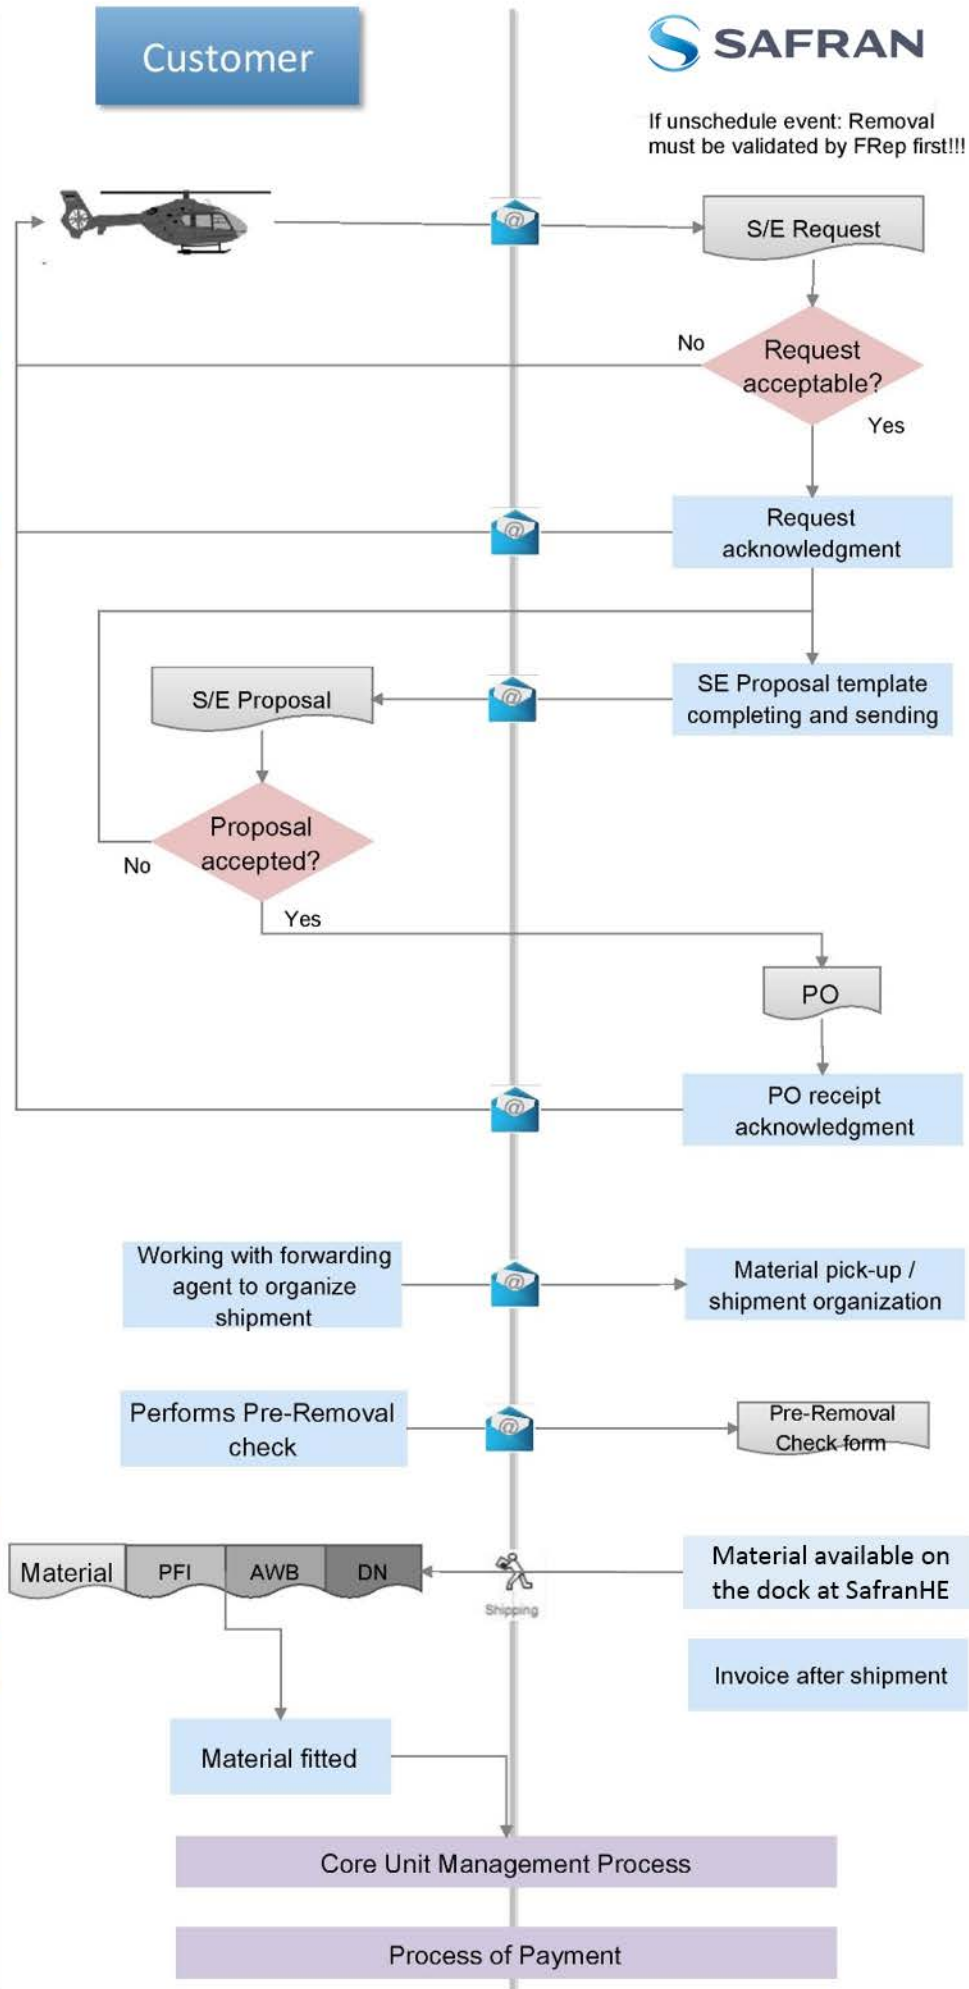 Customer
SAFRAN
If unschedule event: Removal
must be validated by FRep first!!!
@
S/E Request
No
Request
acceptable?
Yes
@
Request
acknowledgment
S/E Proposal
@
SE Proposal template
completing and sending
Proposal
accepted?
No
Yes
PO
@
PO receipt
acknowledgment
Working with forwarding
agent to organize
shipment
@
Material pick-up /
shipment organization
Performs Pre-Removal
check
@
Pre-Removal
Check form
Material
PFI
AWB
DN
Shipping
Material available on
the dock at SafranHE
Invoice after shipment
Material fitted
Core Unit Management Process
Process of Payment